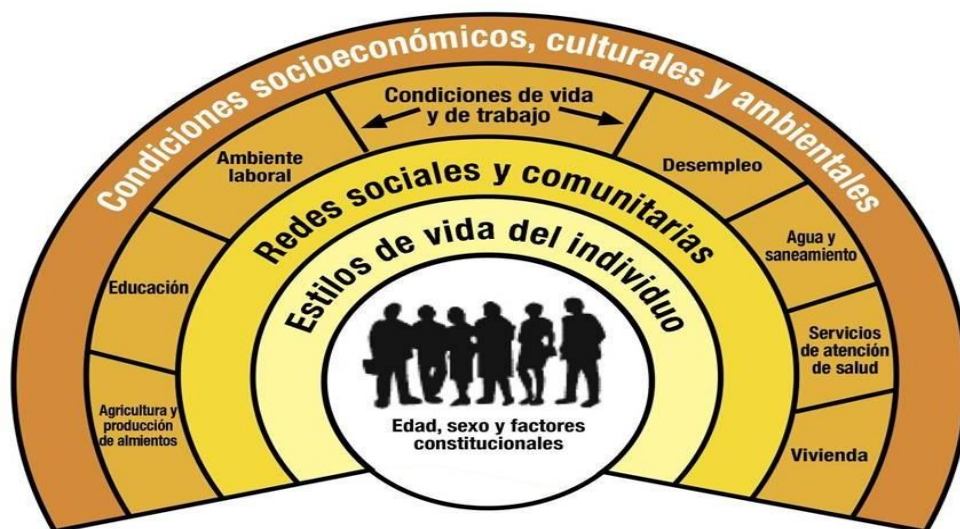 Condiciones socioeconómicos, culturales y ambientales
Condiciones de vida
y de trabajo
Ambiente
laboral
Desempleo
Educación
Agua y
saneamiento
Agricultura y
producción
de almientos
Servicios
de atención
de salud
Vivienda
Redes sociales y comunitarias
Estilos de vida del individuo
Edad, sexo y factores
constitucionales